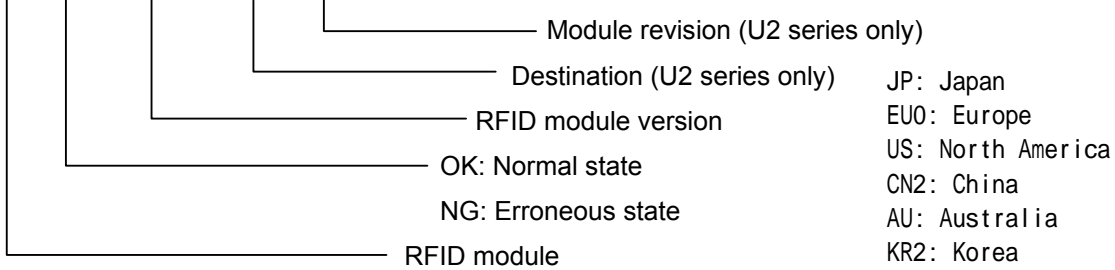 Module revision (U2 series only)
Destination (U2 series only)
RFID module version
OK: Normal state
NG: Erroneous state
RFID module
JP: Japan
EU0: Europe
US: North America
CN2: China
AU: Australia
KR2: Korea